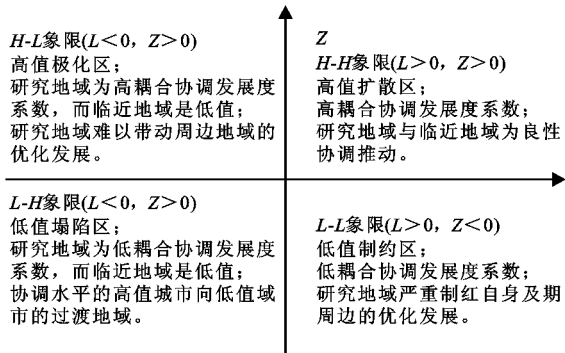 H-L象限(L＜0，Z＞0)
高值极化区；
研究地域为高耦合协调发展度
系数，而临近地域是低值；
研究地域难以带动周边地域的
优化发展。
Z
H-H象限(L＞0，Z＞0)
高值扩散区；
高耦合协调发展度系数；
研究地域与临近地域为良性
协调推动。
L-H象限(L＜0，Z＞0)
低值塌陷区；
研究地域为低耦合协调发展度
系数，而临近地域是低值；
协调水平的高值城市向低值域
市的过渡地域。
L-L象限(L＞0，Z＜0)
低值制约区；
低耦合协调发展度系数；
研究地域严重制红自身及期
周边的优化发展。